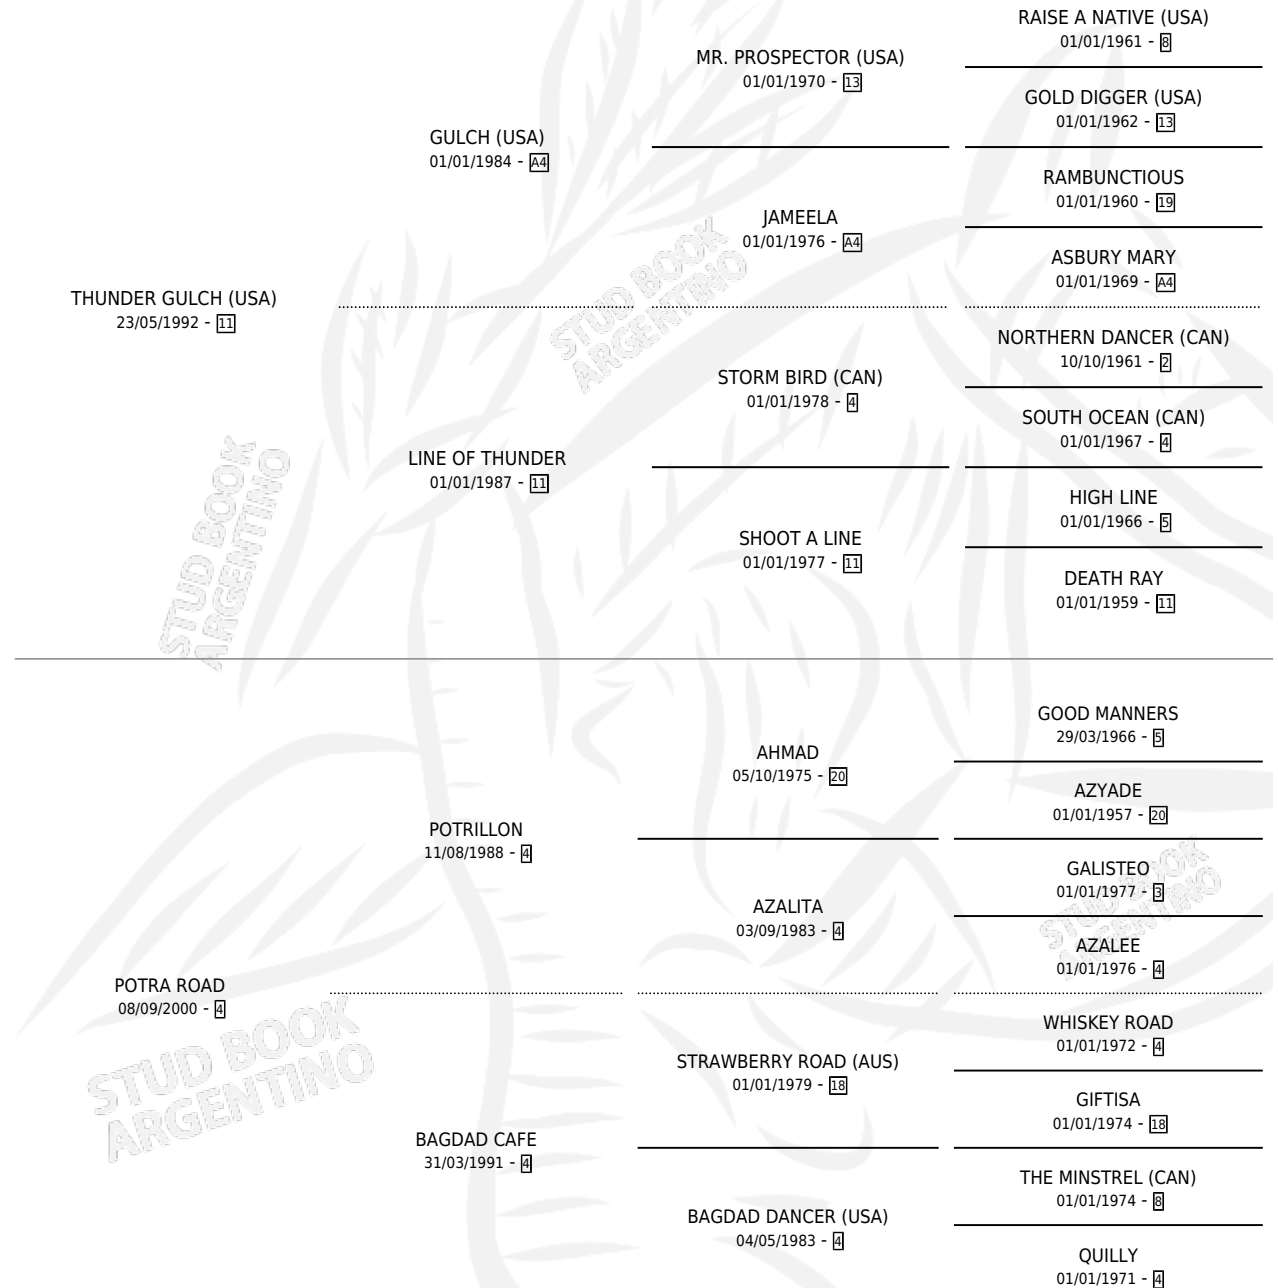 RAISE A NATIVE (USA)
01/01/1961 - 8
MR. PROSPECTOR (USA)
01/01/1970 - 13
GOLD DIGGER (USA)
01/01/1962 - 13
GULCH (USA)
01/01/1984 - A4
RAMBUNCTIOUS
01/01/1960 - 19
JAMEELA
01/01/1976 - A4
ASBURY MARY
01/01/1969 - A4
THUNDER GULCH (USA)
23/05/1992 - 11
STUD BOOK
ARGENTINO
NORTHERN DANCER (CAN)
10/10/1961 - 2
STORM BIRD (CAN)
01/01/1978 - 4
SOUTH OCEAN (CAN)
01/01/1967 - 4
LINE OF THUNDER
01/01/1987 - 11
HIGH LINE
01/01/1966 - 5
SHOOT A LINE
01/01/1977 - 11
DEATH RAY
01/01/1959 - 11
STUD BOOK
ARGENTINO
GOOD MANNERS
29/03/1966 - 5
AHMAD
05/10/1975 - 20
AZYADE
01/01/1957 - 20
POTRILLON
11/08/1988 - 4
GALISTEO
01/01/1977 - 3
AZALITA
03/09/1983 - 4
STUD BOOK
ARGENTINO
AZALEE
01/01/1976 - 4
POTRA ROAD
08/09/2000 - 4
STUD BOOK
ARGENTINO
WHISKEY ROAD
01/01/1972 - 4
STRAWBERRY ROAD (AUS)
01/01/1979 - 18
GIFTISA
01/01/1974 - 18
BAGDAD CAFE
31/03/1991 - 4
THE MINSTREL (CAN)
01/01/1974 - 8
BAGDAD DANCER (USA)
04/05/1983 - 4
QUILLY
01/01/1971 - 4